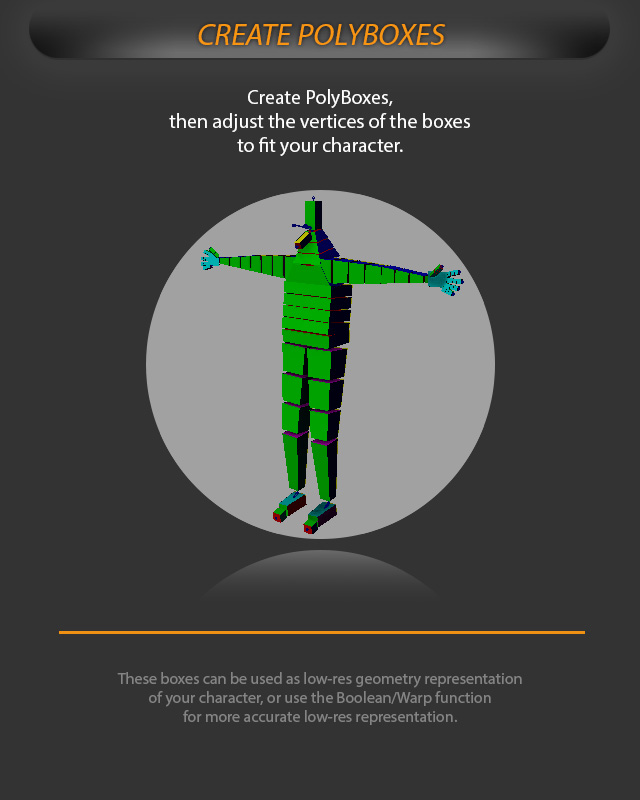 CREATE POLYBOXES
Create PolyBoxes,
then adjust the vertices of the boxes
to fit your character.
These boxes can be used as low-res geometry representation
of your character, or use the Boolean/Warp function
for more accurate low-res representation.